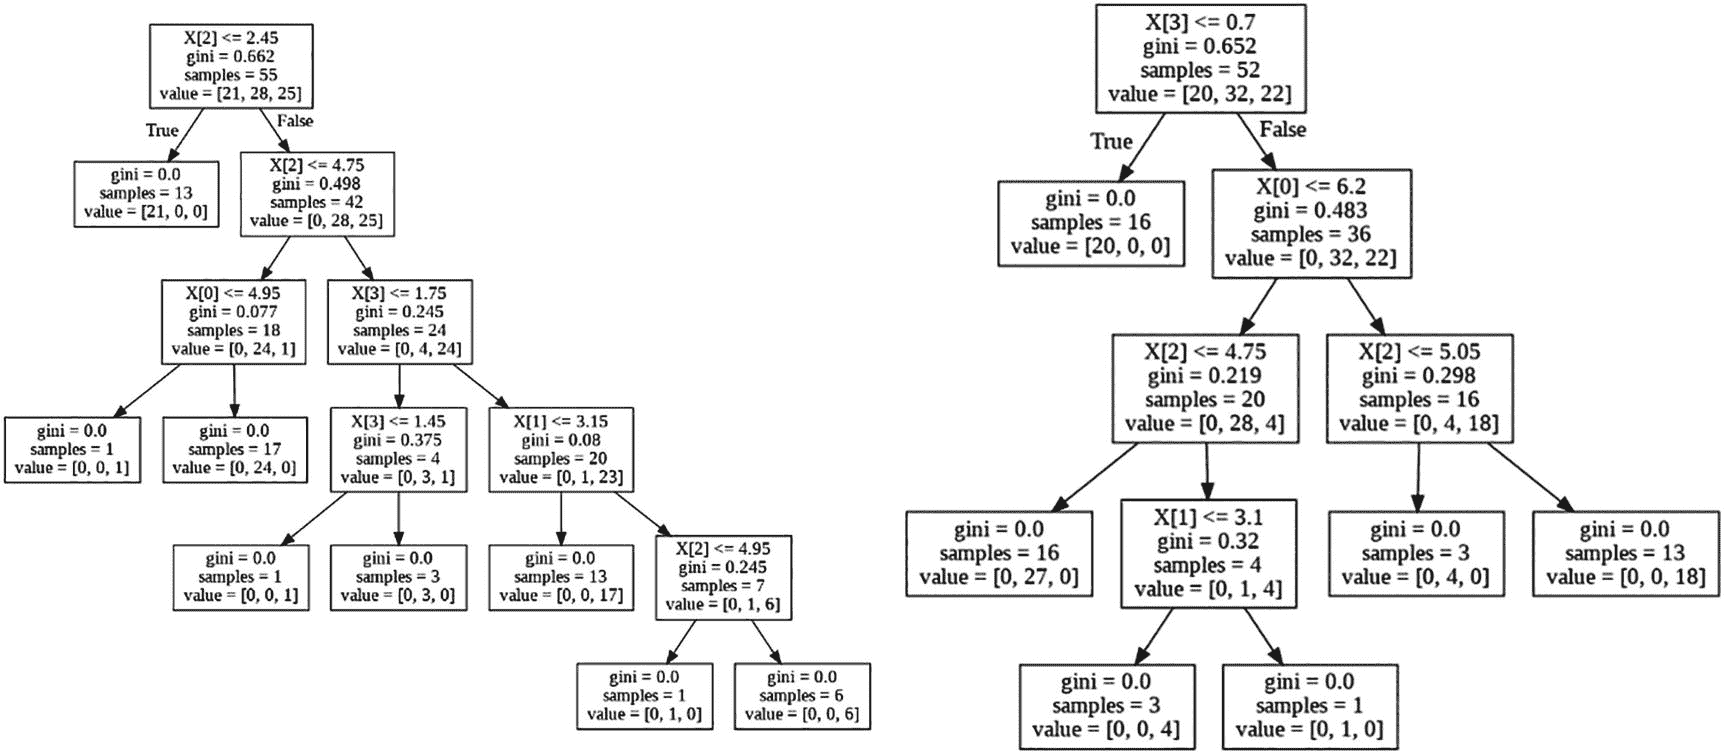 X[2] <= 2.45
gini = 0.662
samples = 55
value = [21, 28, 25]
True
False
gini = 0.0
samples = 13
value = [21, 0, 0]
X[2] <= 4.75
gini = 0.498
samples = 42
value = [0, 28, 25]
X[0] <= 4.95
gini = 0.077
samples = 18
value = [0, 24, 1]
X[3] <= 1.75
gini = 0.245
samples = 24
value = [0, 4, 24]
gini = 0.0
samples = 1
value = [0, 0, 1]
gini = 0.0
samples = 17
value = [0, 24, 0]
X[3] <= 1.45
gini = 0.375
samples = 4
value = [0, 3, 1]
X[1] <= 3.15
gini = 0.08
samples = 20
value = [0, 1, 23]
gini = 0.0
samples = 1
value = [0, 0, 1]
gini = 0.0
samples = 3
value = [0, 3, 0]
gini = 0.0
samples = 13
value = [0, 0, 17]
X[2] <= 4.95
gini = 0.245
samples = 7
value = [0, 1, 6]
gini = 0.0
samples = 1
value = [0, 1, 0]
gini = 0.0
samples = 6
value = [0, 0, 6]
X[3] <= 0.7
gini = 0.652
samples = 52
value = [20, 32, 22]
True
False
gini = 0.0
samples = 16
value = [20, 0, 0]
X[0] <= 6.2
gini = 0.483
samples = 36
value = [0, 32, 22]
X[2] <= 4.75
gini = 0.219
samples = 20
value = [0, 28, 4]
X[2] <= 5.05
gini = 0.298
samples = 16
value = [0, 4, 18]
gini = 0.0
samples = 16
value = [0, 27, 0]
X[1] <= 3.1
gini = 0.32
samples = 4
value = [0, 1, 4]
gini = 0.0
samples = 3
value = [0, 4, 0]
gini = 0.0
samples = 13
value = [0, 0, 18]
gini = 0.0
samples = 3
value = [0, 0, 4]
gini = 0.0
samples = 1
value = [0, 1, 0]